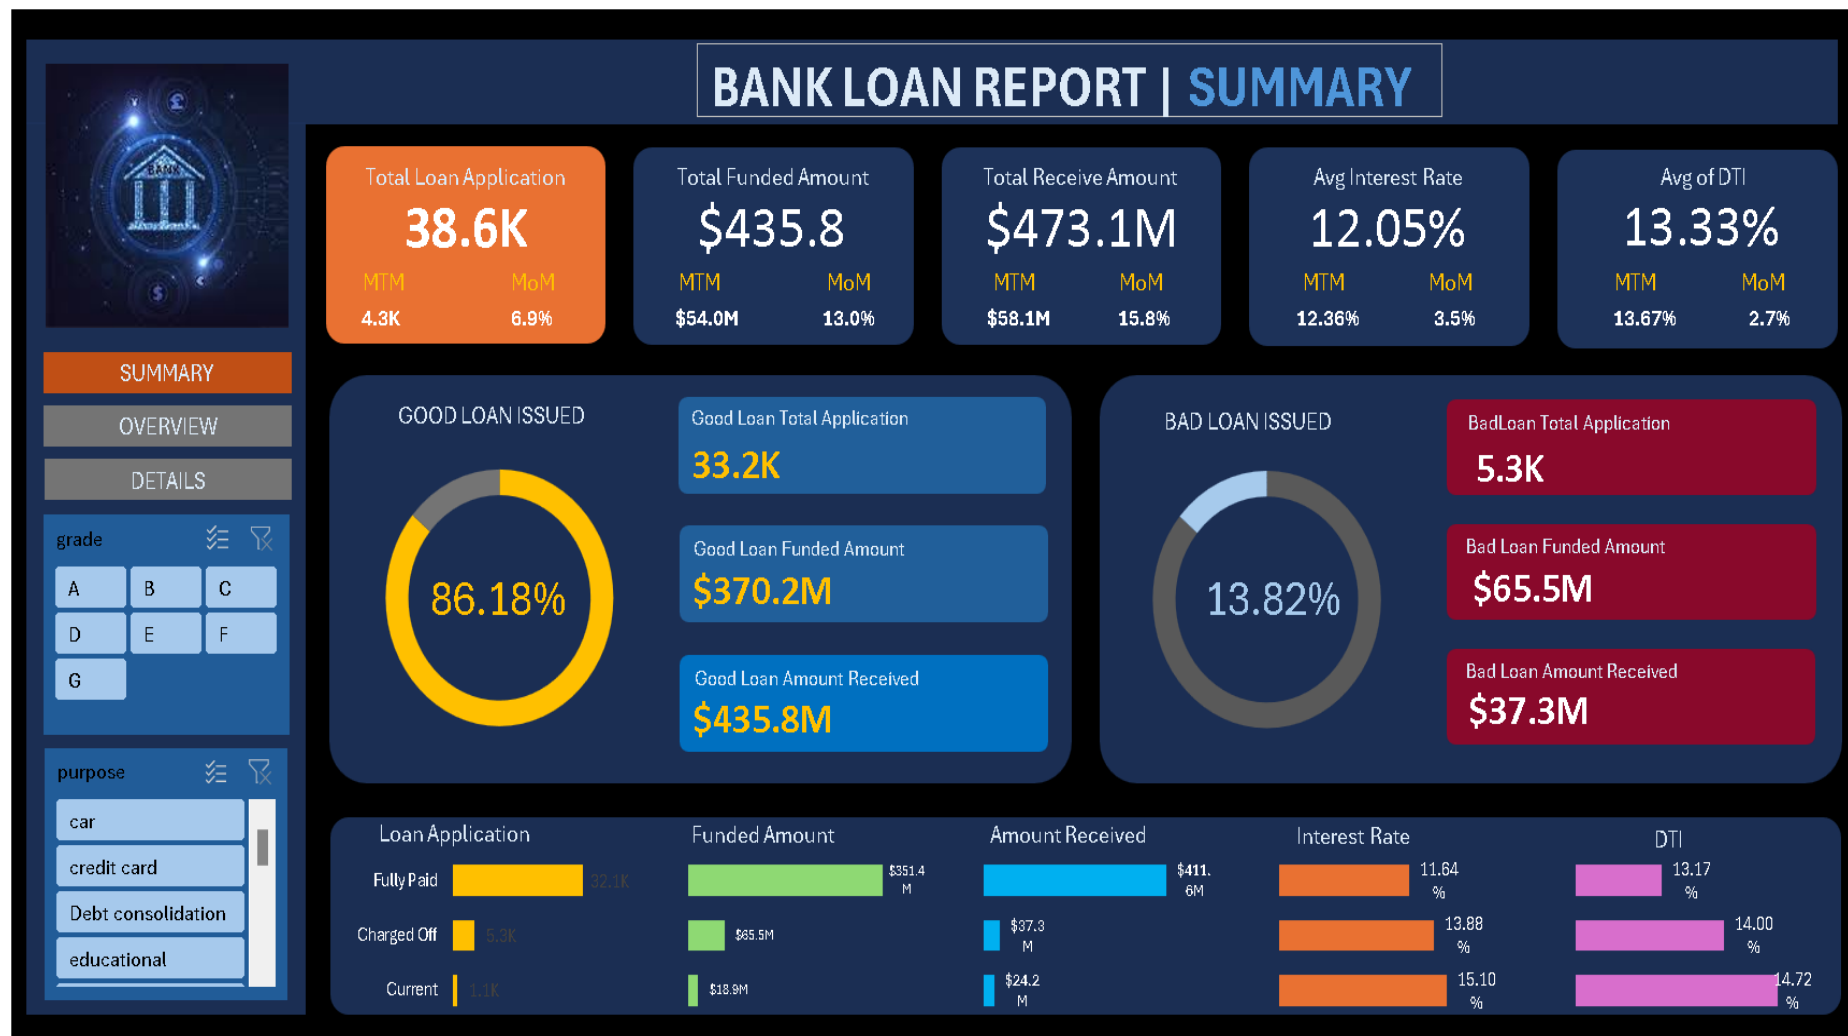 BANK LOAN REPORT | SUMMARY
BANK
Total Loan Application
38.6K
MTM MoM
4.3K 6.9%
Total Funded Amount
$435.8
MTM MoM
$54.0M 13.0%
Total Receive Amount
$473.1M
MTM MoM
$58.1M 15.8%
Avg Interest Rate
12.05%
MTM MoM
12.36% 3.5%
Avg of DTI
13.33%
MTM MoM
13.67% 2.7%
SUMMARY
OVERVIEW
DETAILS
grade
A B C
D E F
G
purpose
car
credit card
Debt consolidation
educational
GOOD LOAN ISSUED
86.18%
Good Loan Total Application
33.2K
Good Loan Funded Amount
$370.2M
Good Loan Amount Received
$435.8M
BAD LOAN ISSUED
13.82%
BadLoan Total Application
5.3K
Bad Loan Funded Amount
$65.5M
Bad Loan Amount Received
$37.3M
Loan Application
Fully Paid 32.1K
Charged Off 5.3K
Current 1.1K
Funded Amount
$351.4
M
$65.5M
$18.9M
Amount Received
$411.
6M
$37.3
M
$24.2
M
Interest Rate
11.64
%
13.88
%
15.10
%
DTI
13.17
%
14.00
%
14.72
%